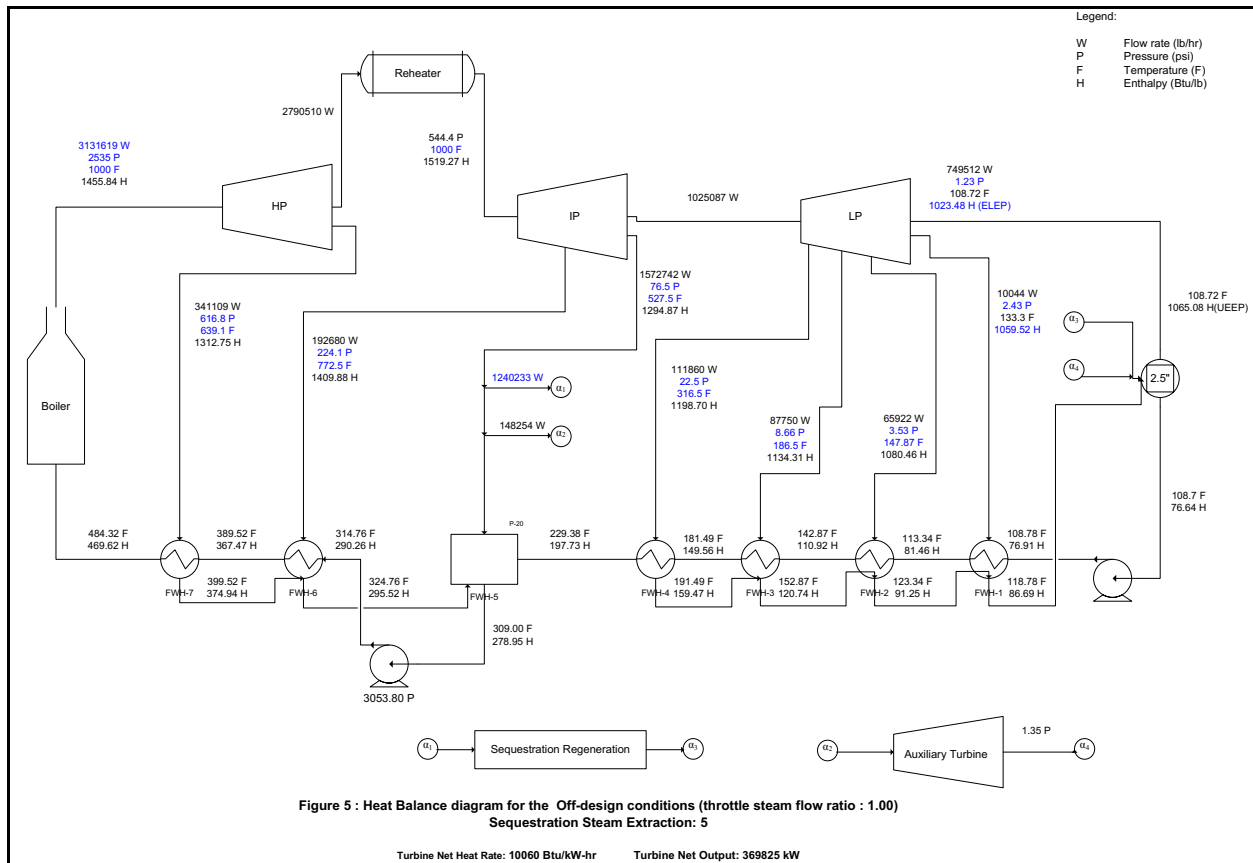 Legend:
W Flow rate (lb/hr)
P Pressure (psi)
F Temperature (F)
H Enthalpy (Btu/lb)
Reheater
2790510 W
3131619 W
2535 P
1000 F
1455.84 H
544.4 P
1000 F
1519.27 H
749512 W
1.23 P
108.72 F
1023.48 H (ELEP)
HP
IP
1025087 W
LP
1572742 W
76.5 P
527.5 F
1294.87 H
341109 W
616.8 P
639.1 F
1312.75 H
192680 W
224.1 P
772.5 F
1409.88 H
10044 W
2.43 P
133.3 F
1059.52 H
108.72 F
1065.08 H(UEEP)
α3
α4
2.5"
1240233 W
α1
148254 W
α2
111860 W
22.5 P
316.5 F
1198.70 H
87750 W
8.66 P
186.5 F
1134.31 H
65922 W
3.53 P
147.87 F
1080.46 H
Boiler
108.7 F
76.64 H
484.32 F
469.62 H
389.52 F
367.47 H
314.76 F
290.26 H
P-20
229.38 F
197.73 H
181.49 F
149.56 H
142.87 F
110.92 H
113.34 F
81.46 H
108.78 F
76.91 H
399.52 F
374.94 H
324.76 F
295.52 H
191.49 F
159.47 H
152.87 F
120.74 H
123.34 F
91.25 H
118.78 F
86.69 H
FWH-7
FWH-6
FWH-5
FWH-4
FWH-3
FWH-2
FWH-1
309.00 F
278.95 H
3053.80 P
α1
Sequestration Regeneration
α3
α2
Auxiliary Turbine
1.35 P
α4
Figure 5 : Heat Balance diagram for the Off-design conditions (throttle steam flow ratio : 1.00)
Sequestration Steam Extraction: 5
Turbine Net Heat Rate: 10060 Btu/kW-hr Turbine Net Output: 369825 kW